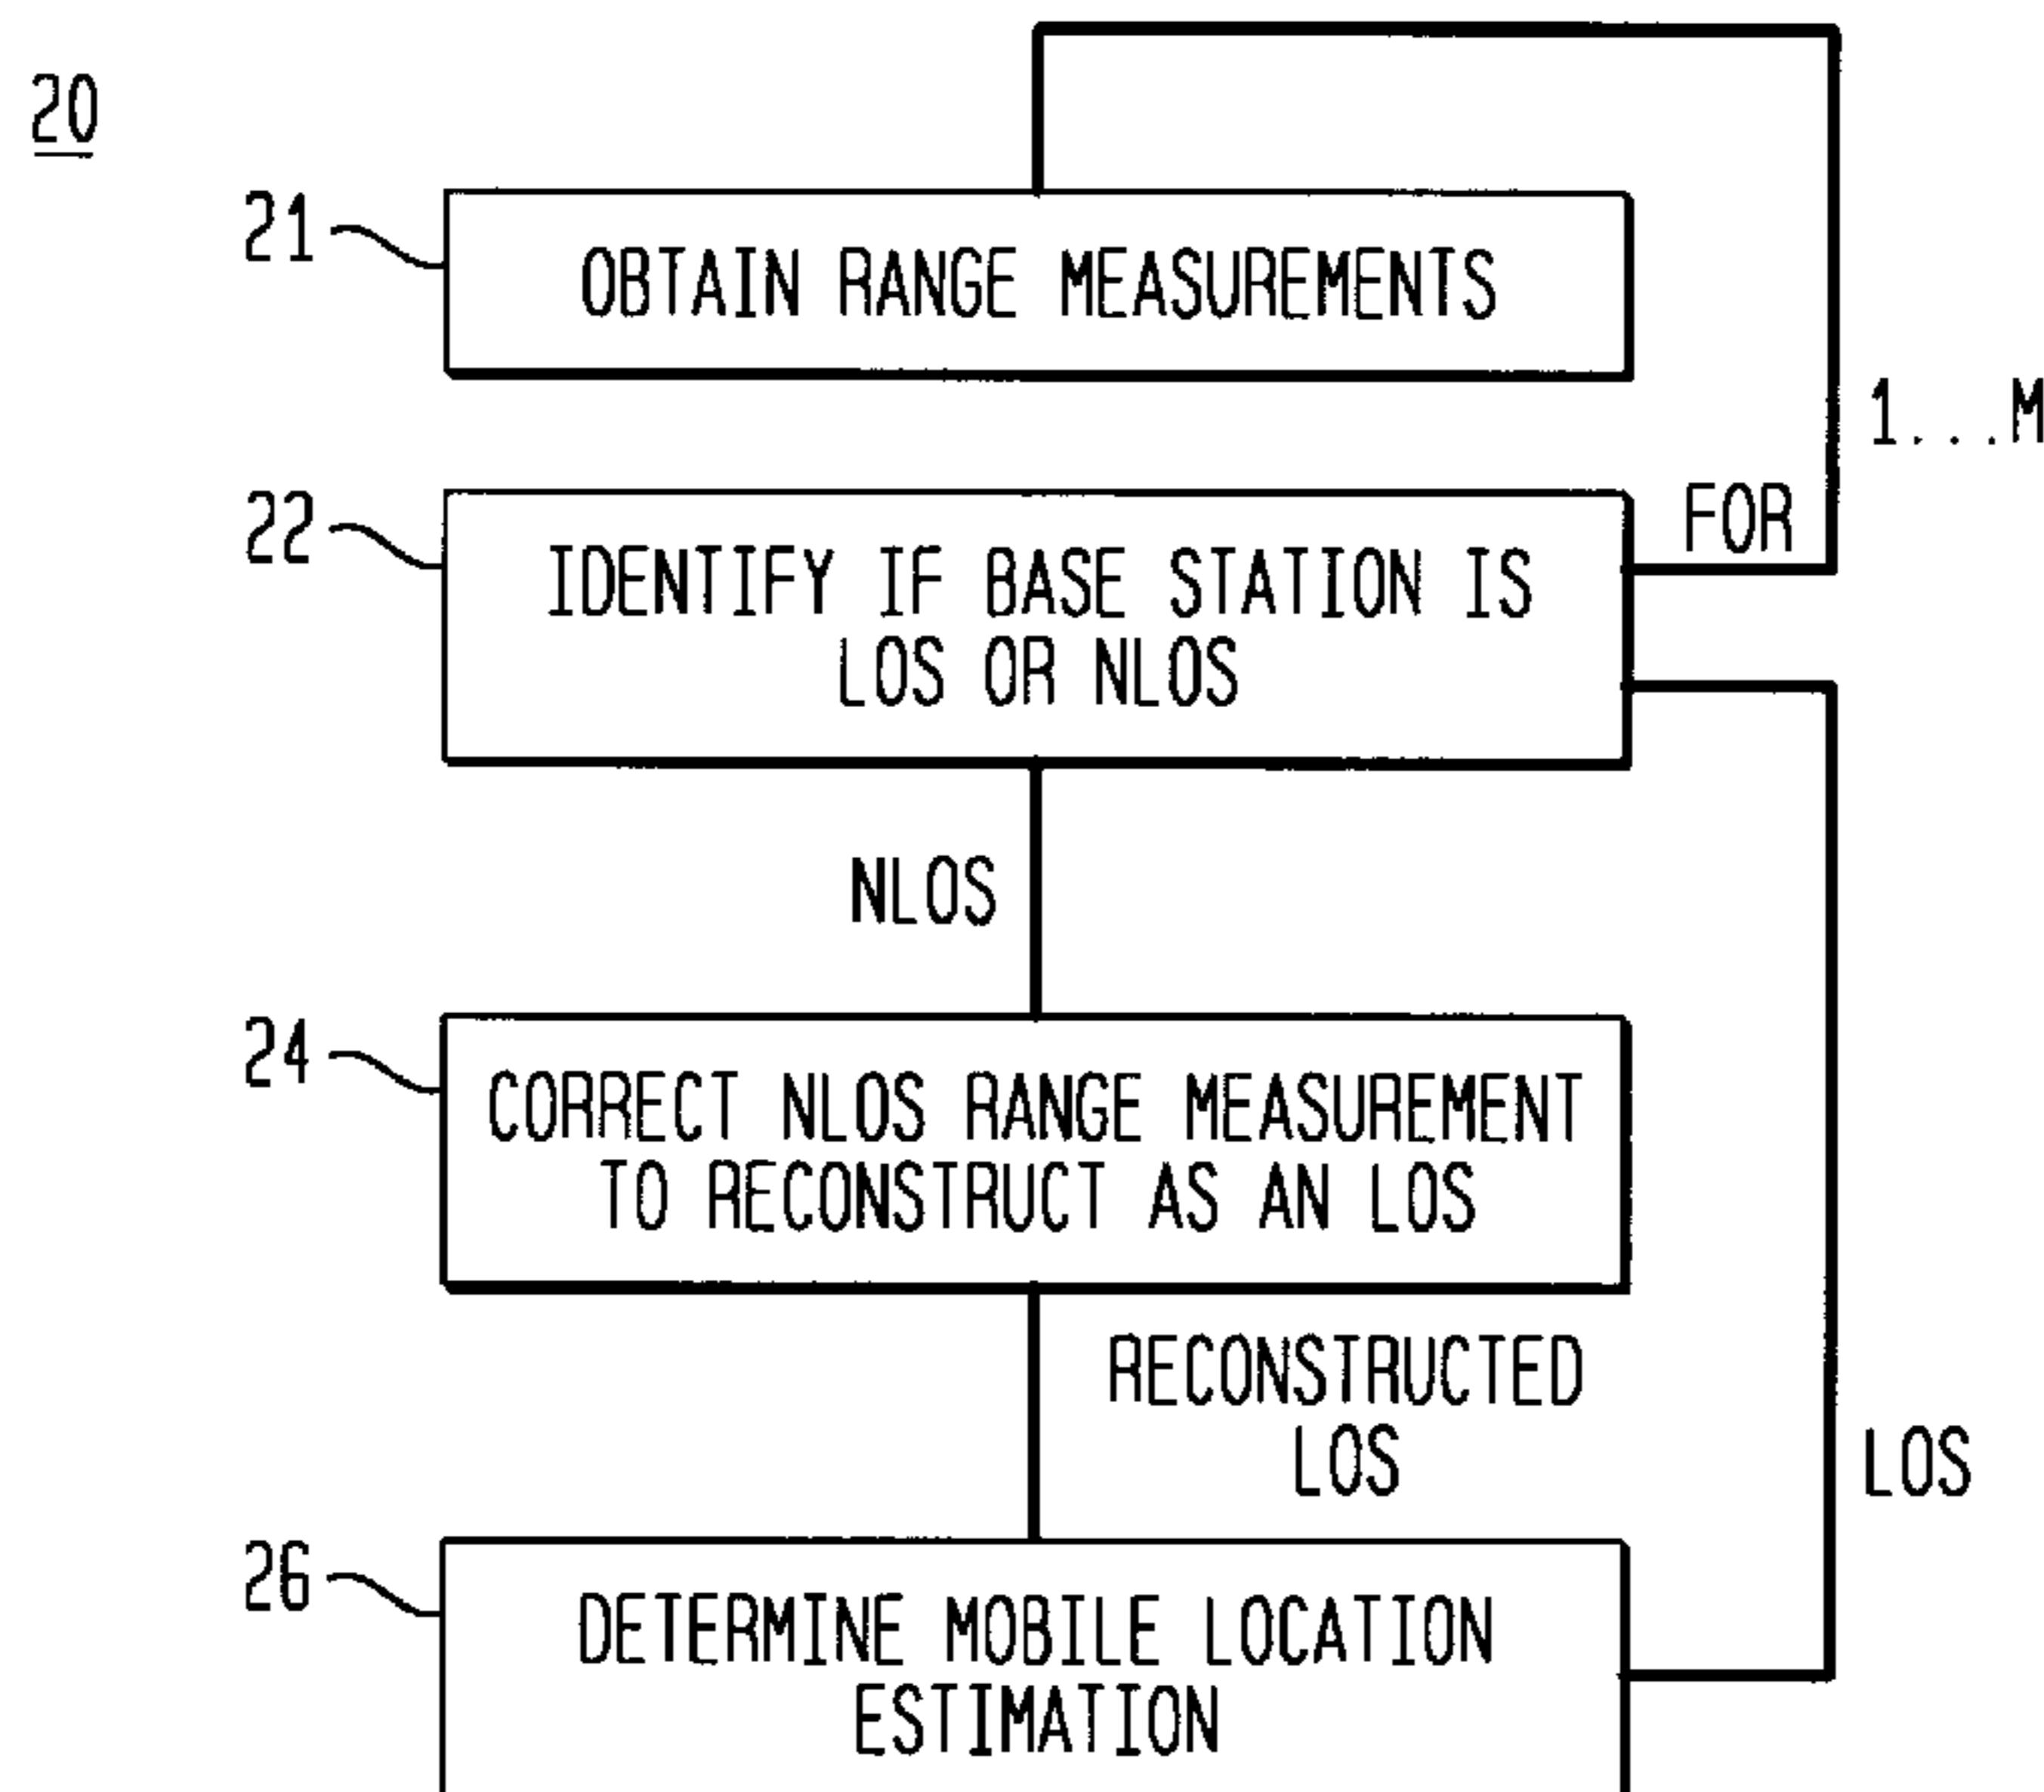 20
21
OBTAIN RANGE MEASUREMENTS
1...M
22
FOR
IDENTIFY IF BASE STATION IS
LOS OR NLOS
NLOS
24
CORRECT NLOS RANGE MEASUREMENT
TO RECONSTRUCT AS AN LOS
RECONSTRUCTED
LOS
LOS
26
DETERMINE MOBILE LOCATION
ESTIMATION